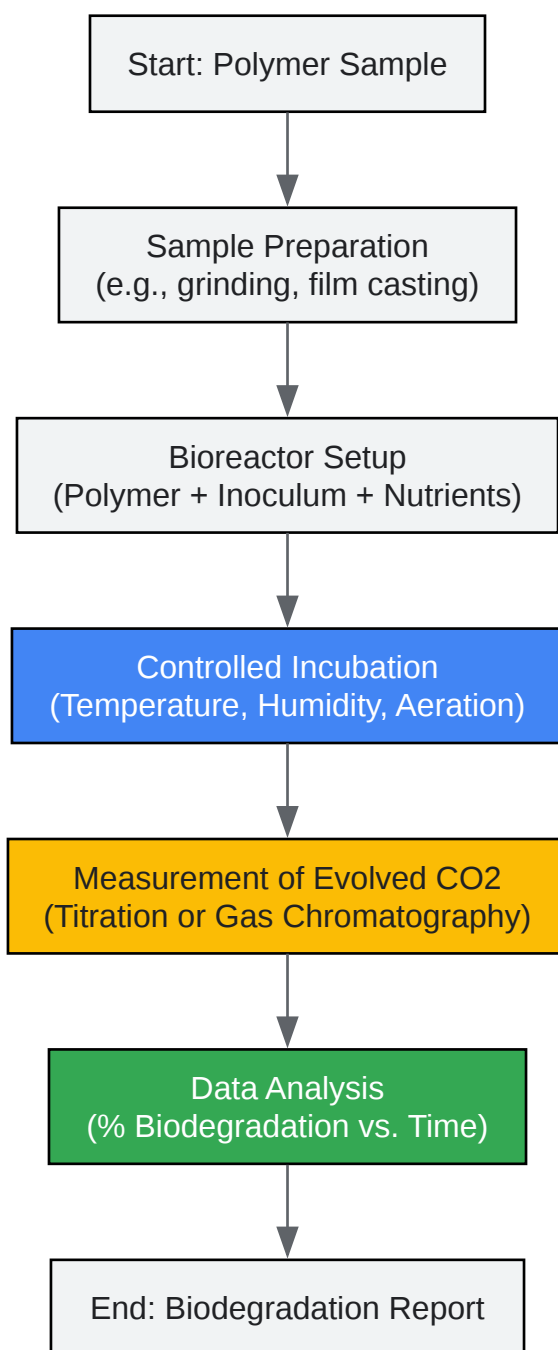 Start: Polymer Sample
Sample Preparation
(e.g., grinding, film casting)
Bioreactor Setup
(Polymer + Inoculum + Nutrients)
Controlled Incubation
(Temperature, Humidity, Aeration)
Measurement of Evolved CO2
(Titration or Gas Chromatography)
Data Analysis
(% Biodegradation vs. Time)
End: Biodegradation Report